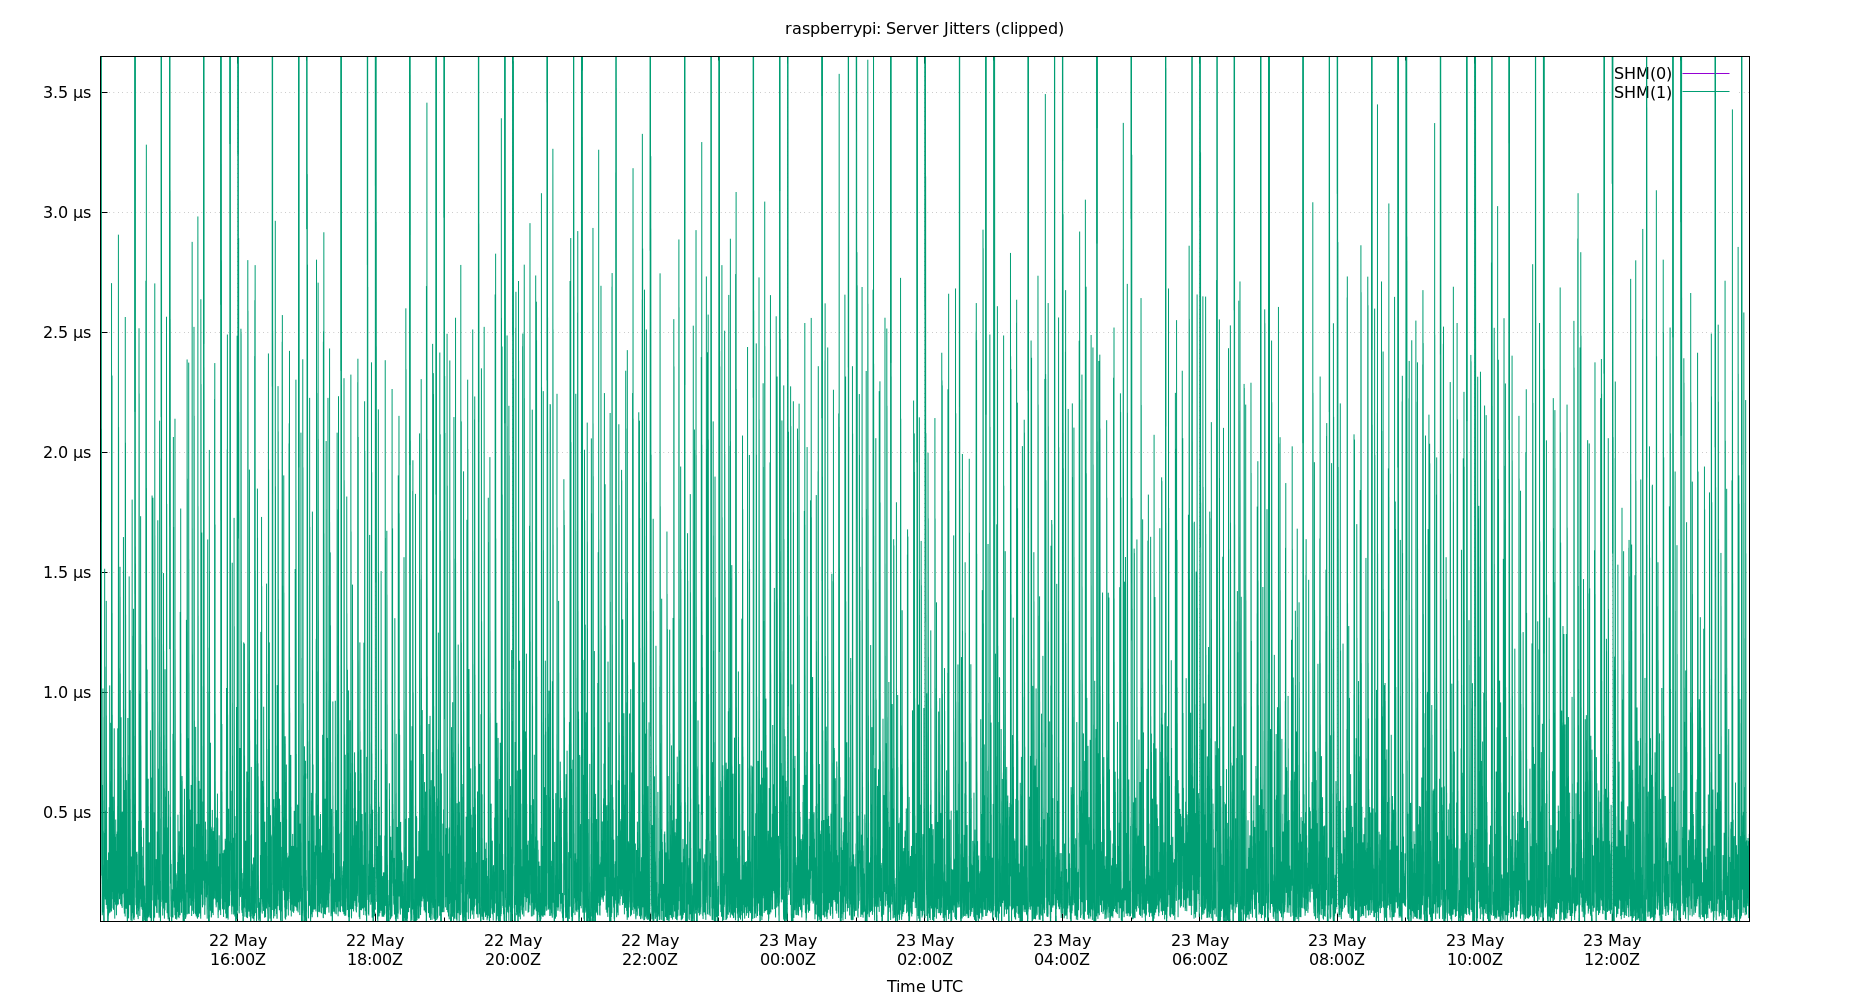 raspberrypi: Server Jitters (clipped)
SHM(0)
SHM(1)
3.5 µs
3.0 µs
2.5 µs
2.0 µs
1.5 µs
1.0 µs
0.5 µs
22 May 22 May 22 May 22 May 23 May 23 May 23 May 23 May 23 May 23 May 23 May
16:00Z 18:00Z 20:00Z 22:00Z 00:00Z 02:00Z 04:00Z 06:00Z 08:00Z 10:00Z 12:00Z
Time UTC